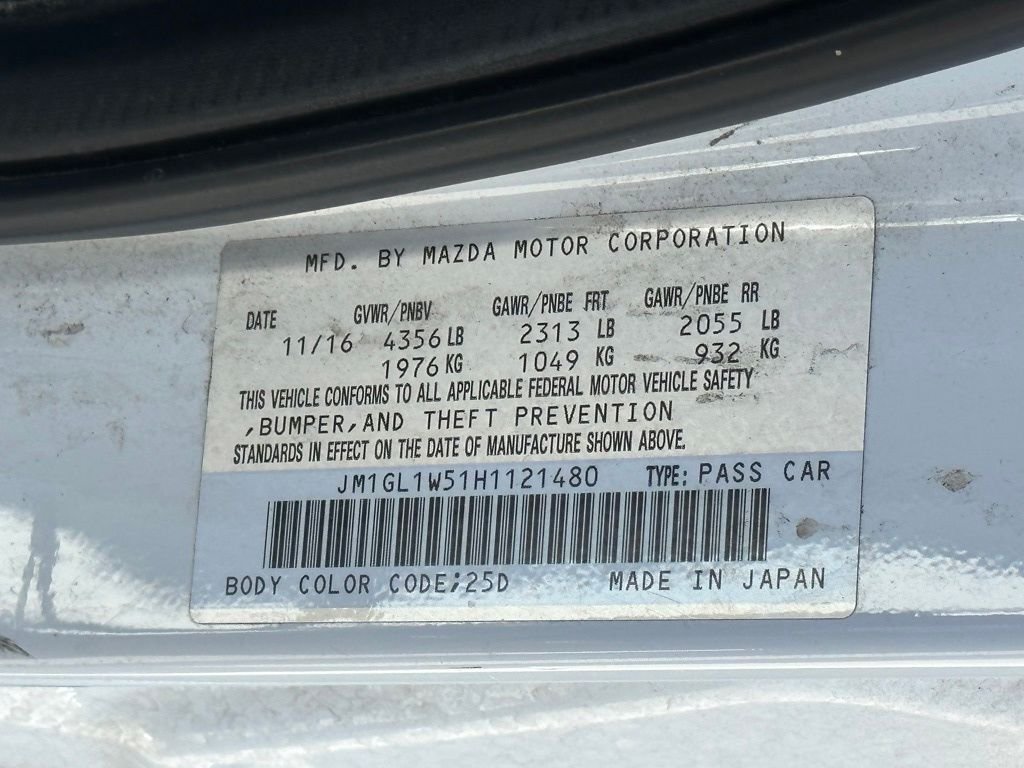 MFD. BY MAZDA MOTOR CORPORATION
DATE GVWR/PNBV GAWR/PNBE FRT GAWR/PNBE RR
11/16 4356 LB 2313 LB 2055 LB
1976 KG 1049 KG 932 KG
THIS VEHICLE CONFORMS TO ALL APPLICABLE FEDERAL MOTOR VEHICLE SAFETY
,BUMPER,AND THEFT PREVENTION
STANDARDS IN EFFECT ON THE DATE OF MANUFACTURE SHOWN ABOVE.
JM1GL1W51H1121480 TYPE: PASS CAR
BODY COLOR CODE;25D MADE IN JAPAN